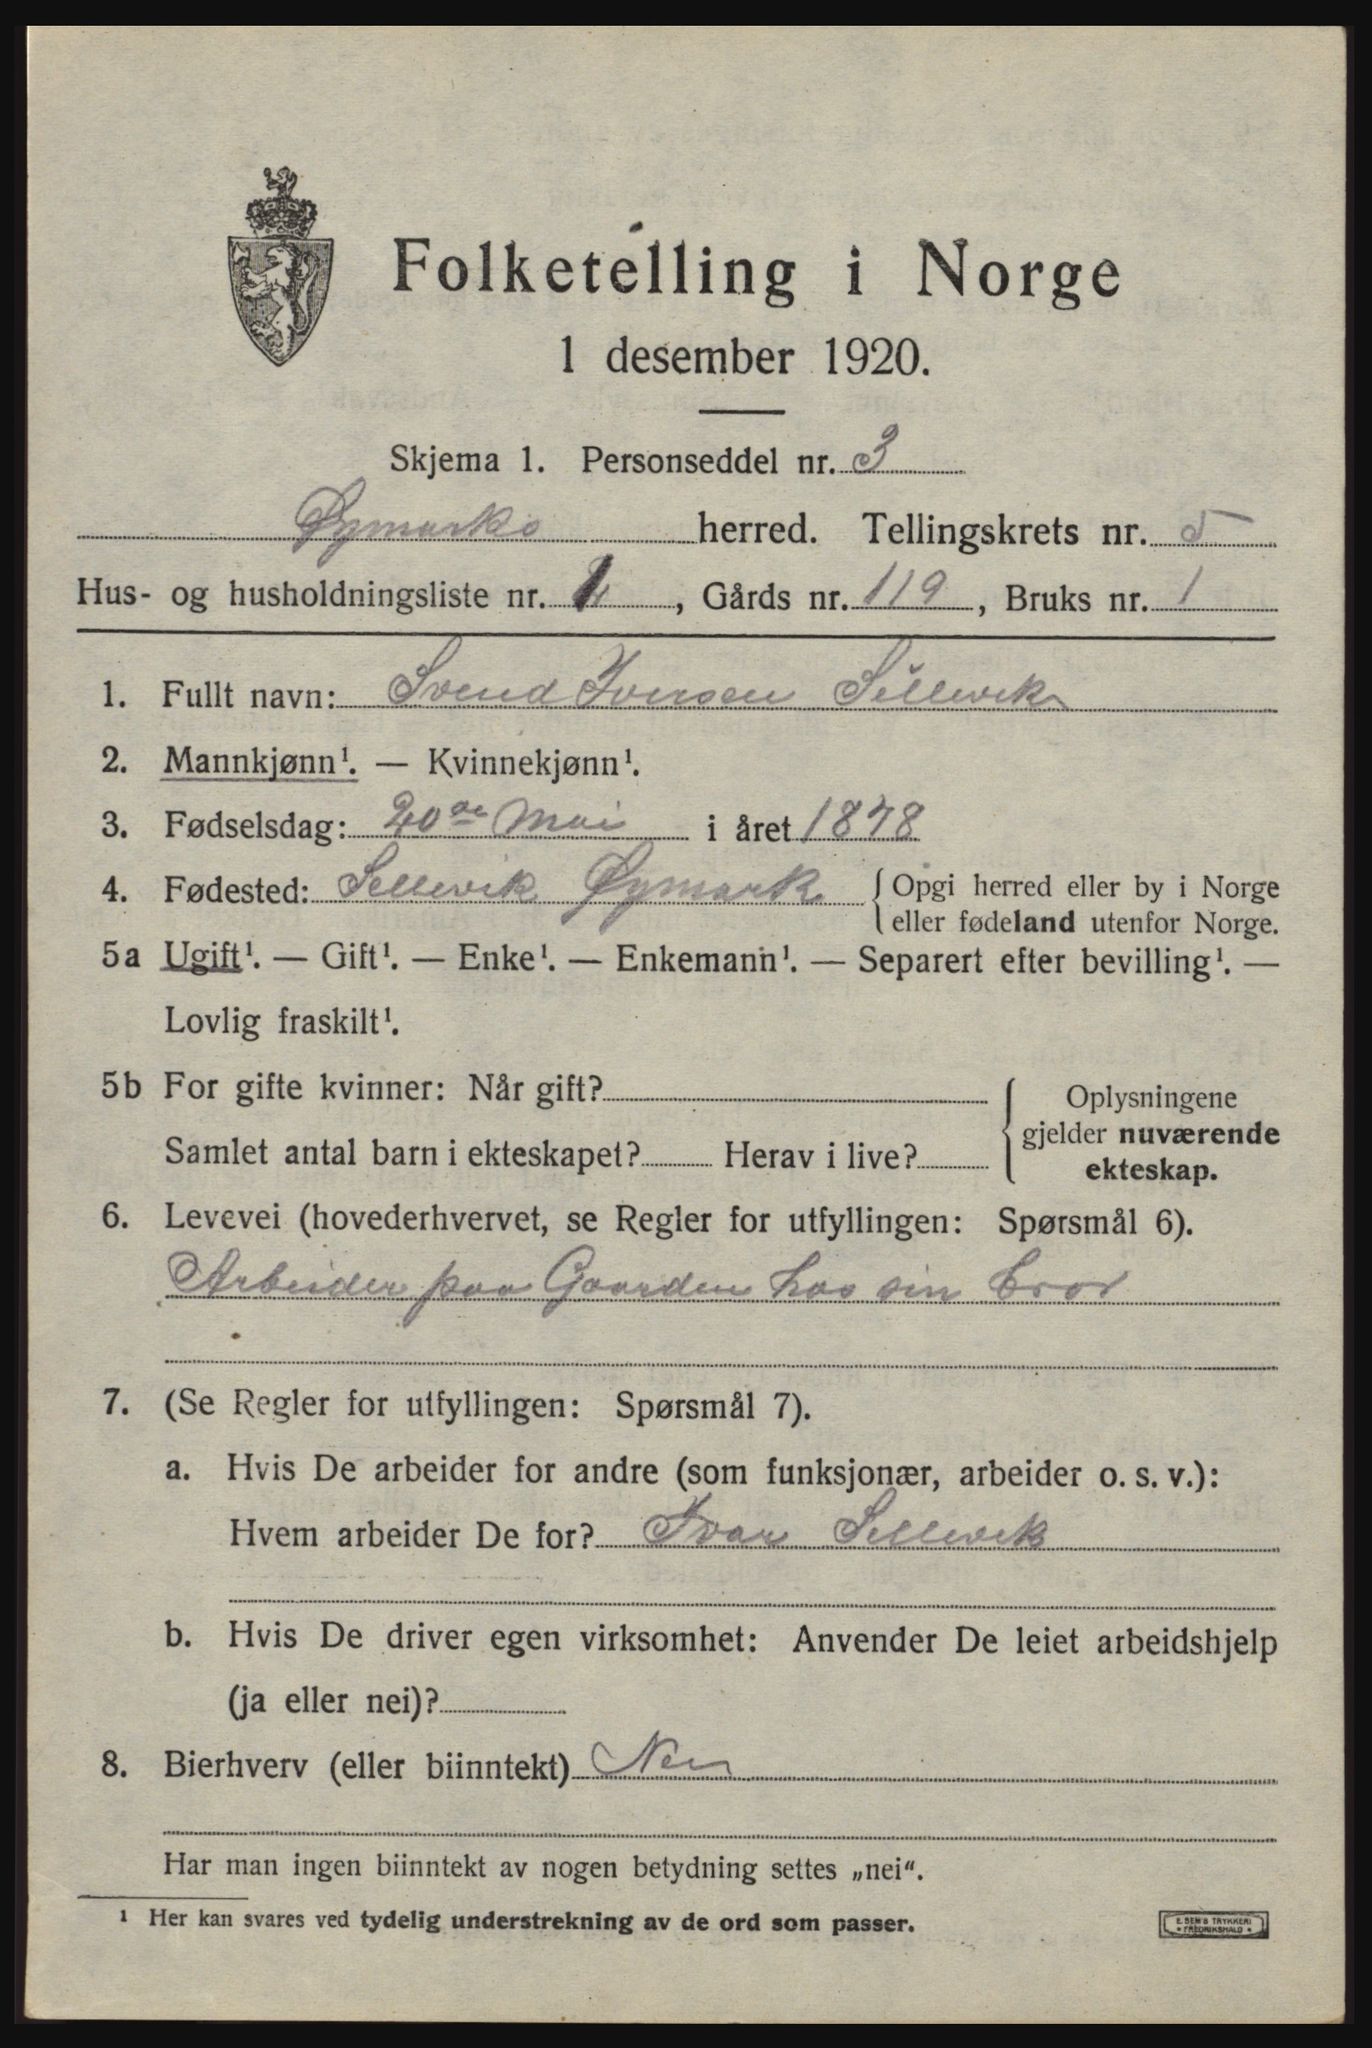 Folketelling i Norge
1 desember 1920.
Skjema 1. Personseddel nr. 3
Øymarks herred. Tellingskrets nr. 5
Hus- og husholdningsliste nr. 1, Gårds nr. 119, Bruks nr. 1
1. Fullt navn: Svend Iversen Sillevik
2. Mannkjønn¹. — Kvinnekjønn¹.
3. Fødselsdag: 20de Mai i året 1878
4. Fødested: Sellevik Øymark {Opgi herred eller by i Norge
eller fødeland utenfor Norge.
5a Ugift¹. — Gift¹. — Enke¹. — Enkemann¹. — Separert efter bevilling¹. —
Lovlig fraskilt¹.
5b For gifte kvinner: Når gift?
Samlet antal barn i ekteskapet? Herav i live?
{Oplysningene
gjelder nuværende
ekteskap.
6. Levevei (hovederhvervet, se Regler for utfyllingen: Spørsmål 6).
Arbeider paa Gaarden hos sin bror
7. (Se Regler for utfyllingen: Spørsmål 7).
a. Hvis De arbeider for andre (som funksjonær, arbeider o. s. v.):
Hvem arbeider De for? Ivar Sellevik
b. Hvis De driver egen virksomhet: Anvender De leiet arbeidshjelp
(ja eller nei)?
8. Bierhverv (eller biinntekt) Nei
Har man ingen biinntekt av nogen betydning settes „nei“.
¹ Her kan svares ved tydelig understrekning av de ord som passer.
E. SEM'S TRYKKERI
FREDRIKSHALD